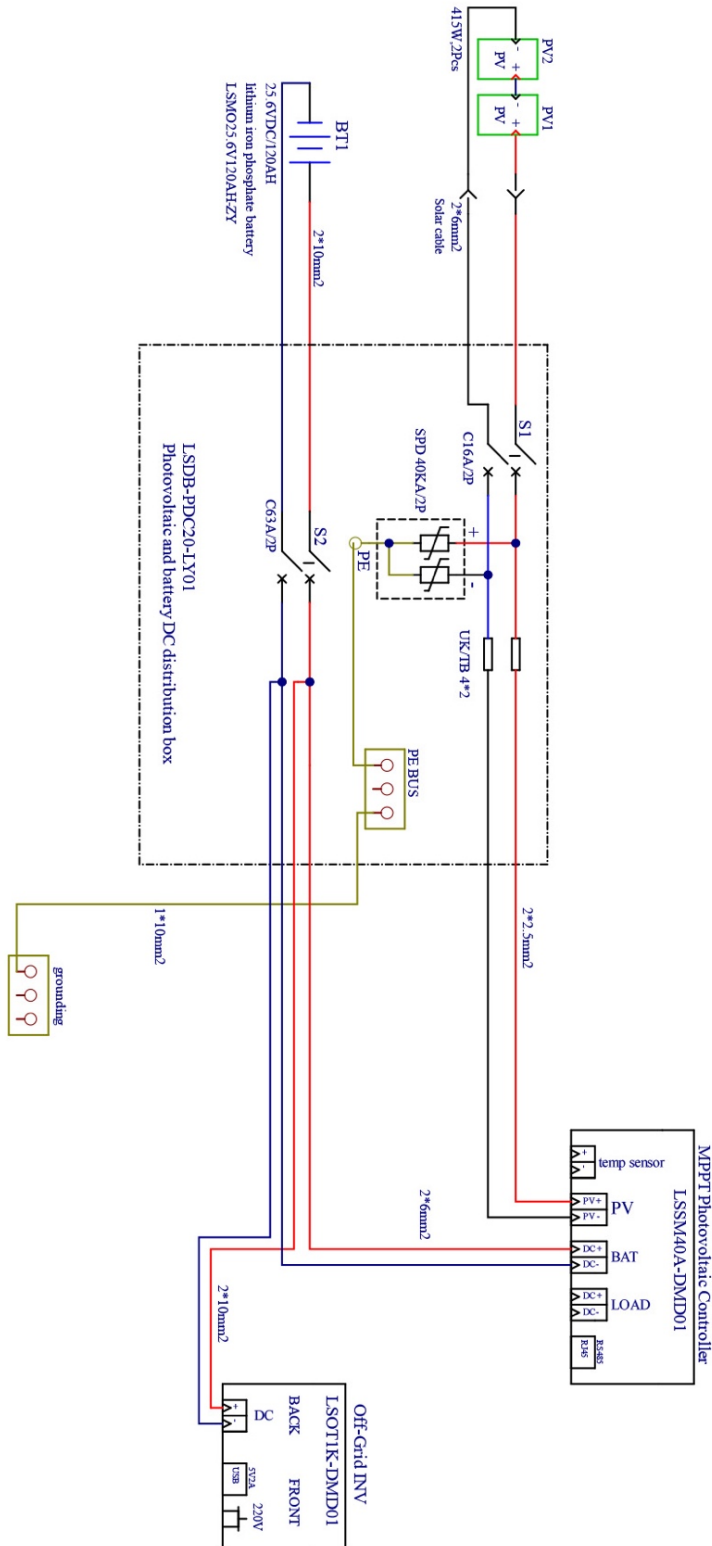 PV2
PV1
- +
PV
- +
PV
415W,2Pcs
2*6mm2
Solar cable
BT1
25.6VDC/120AH
lithium iron phosphate battery
LSMO25.6V120AH-ZY
2*10mm2
S1
C16A/2P
SPD 40KA/2P
+
-
PE
UK/TB 4*2
S2
C63A/2P
LSDB-PDC20-LY01
Photovoltaic and battery DC distribution box
PE BUS
1*10mm2
grounding
2*2.5mm2
MPPT Photovoltaic Controller
LSSM40A-DMD01
+
-
temp sensor
PV+
PV-
PV
DC+
DC-
BAT
DC+
DC-
LOAD
RS485
RJ45
2*6mm2
2*10mm2
Off-Grid INV
LSOT1K-DMD01
BACK
FRONT
+
-
DC
5V2A
USB
220V